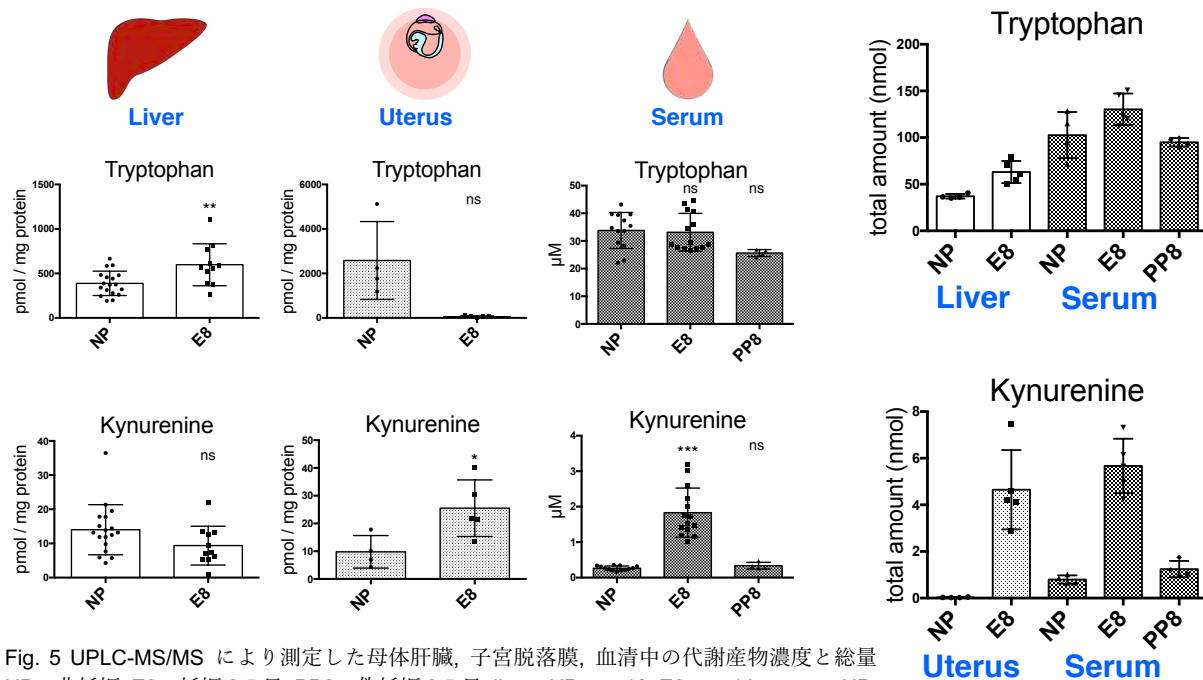 Liver
Uterus
Serum
Tryptophan
pmol / mg protein
1500
1000
500
0
**
NP
E8
Tryptophan
pmol / mg protein
6000
4000
2000
0
ns
NP
E8
Tryptophan
µM
50
40
30
20
10
0
ns
ns
NP
E8
PP8
Kynurenine
pmol / mg protein
40
30
20
10
0
ns
NP
E8
Kynurenine
pmol / mg protein
50
40
30
20
10
0
*
NP
E8
Kynurenine
µM
4
3
2
1
0
***
ns
NP
E8
PP8
Tryptophan
total amount (nmol)
200
150
100
50
0
NP
E8
NP
E8
PP8
Liver
Serum
Kynurenine
total amount (nmol)
8
6
4
2
0
NP
E8
NP
E8
PP8
Uterus
Serum
Fig. 5 UPLC-MS/MS により測定した母体肝臓, 子宮脱落膜, 血清中の代謝産物濃度と総量